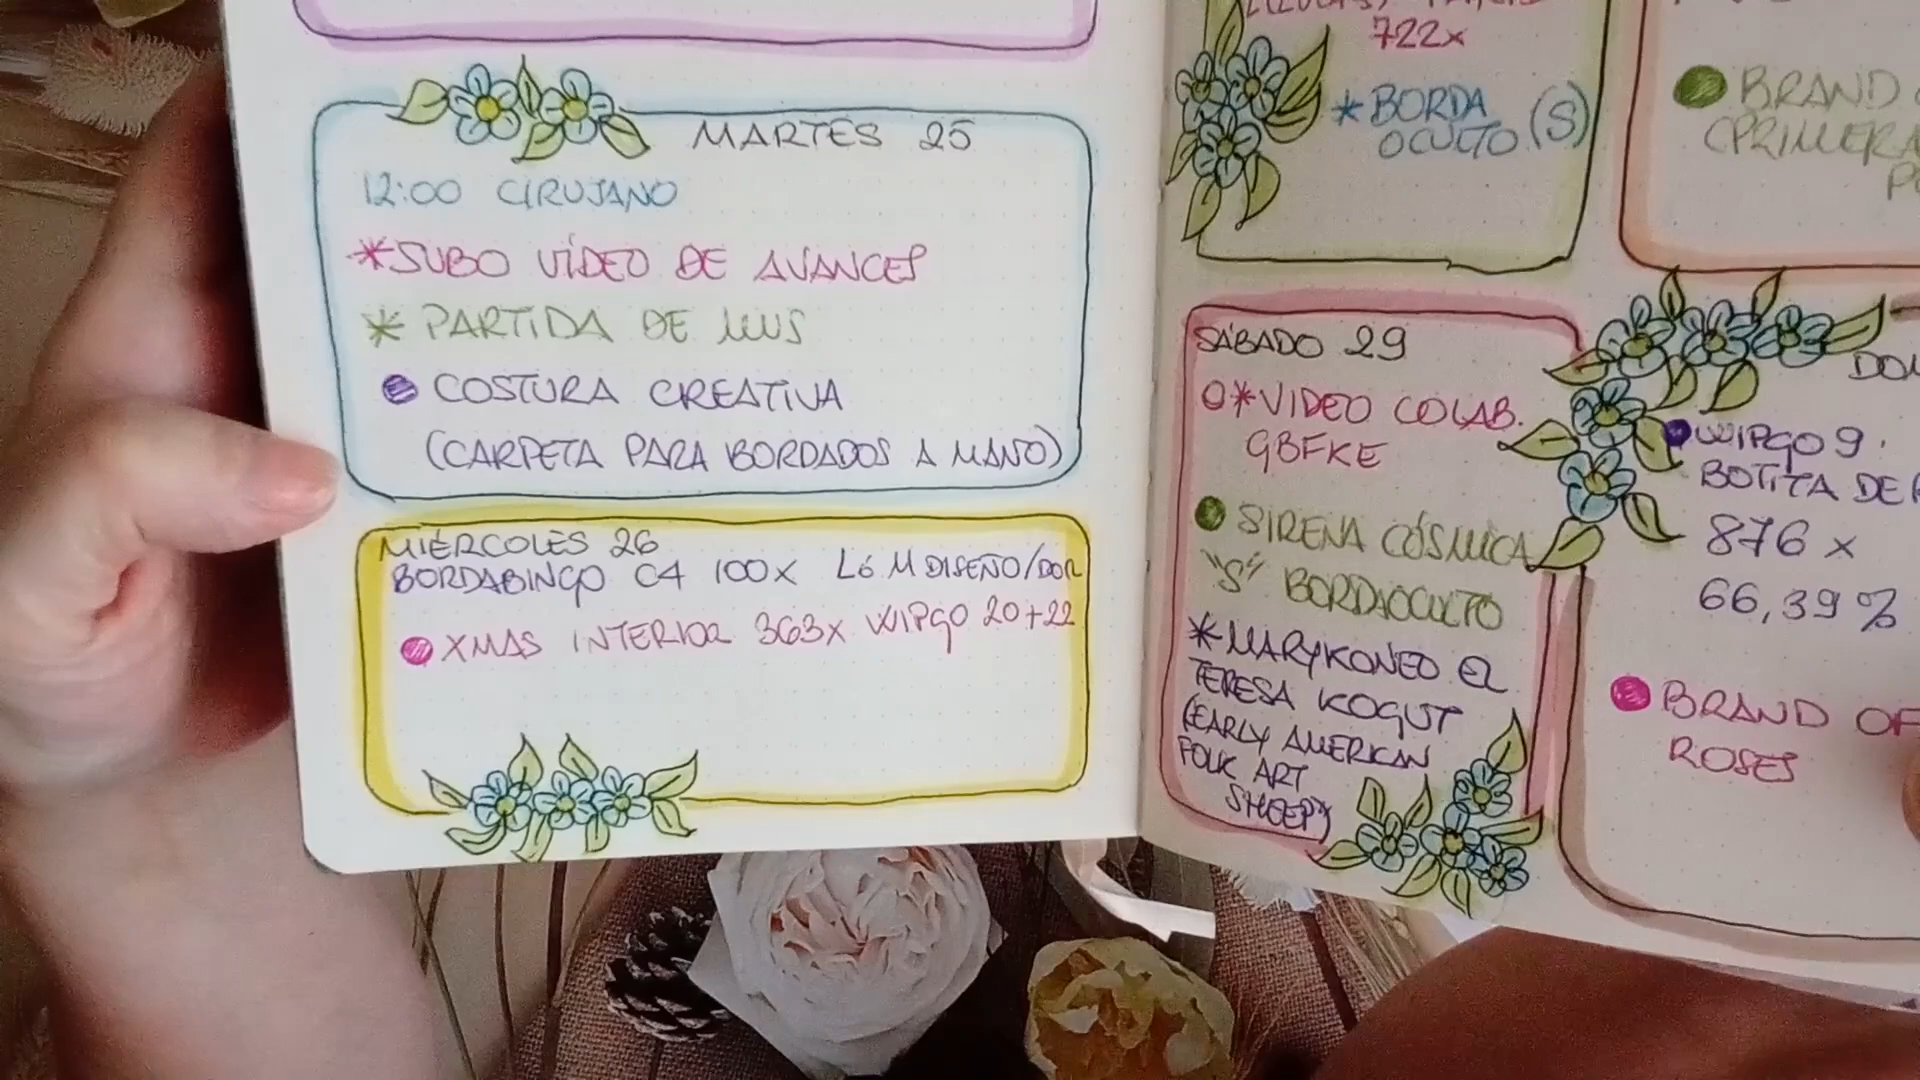 MARTES 25
12:00 CIRUJANO
*SUBO VÍDEO DE AVANCES
* PARTIDA DE MUS
COSTURA CREATIVA
(CARPETA PARA BORDADOS A MANO)
MIÉRCOLES 26
BORDABINGO C4 100X L6 M DISEÑO/DOR
XMAS INTERIOR 363X WIPGO 20+22
722x
*BORDA
OCULTO (S)
BRAND
(PRIMERA
SÁBADO 29
*VIDEO COLAB.
GBFKE
SIRENA CÓSMICA
"S" BORDAOCULTO
*MARYKONEO EL
TERESA KOGUT
(EARLY AMERICAN
FOLK ART
SHEEP)
WIPGO 9.
BOTITA DE
876 x
66,39 %
BRAND OF
ROSES